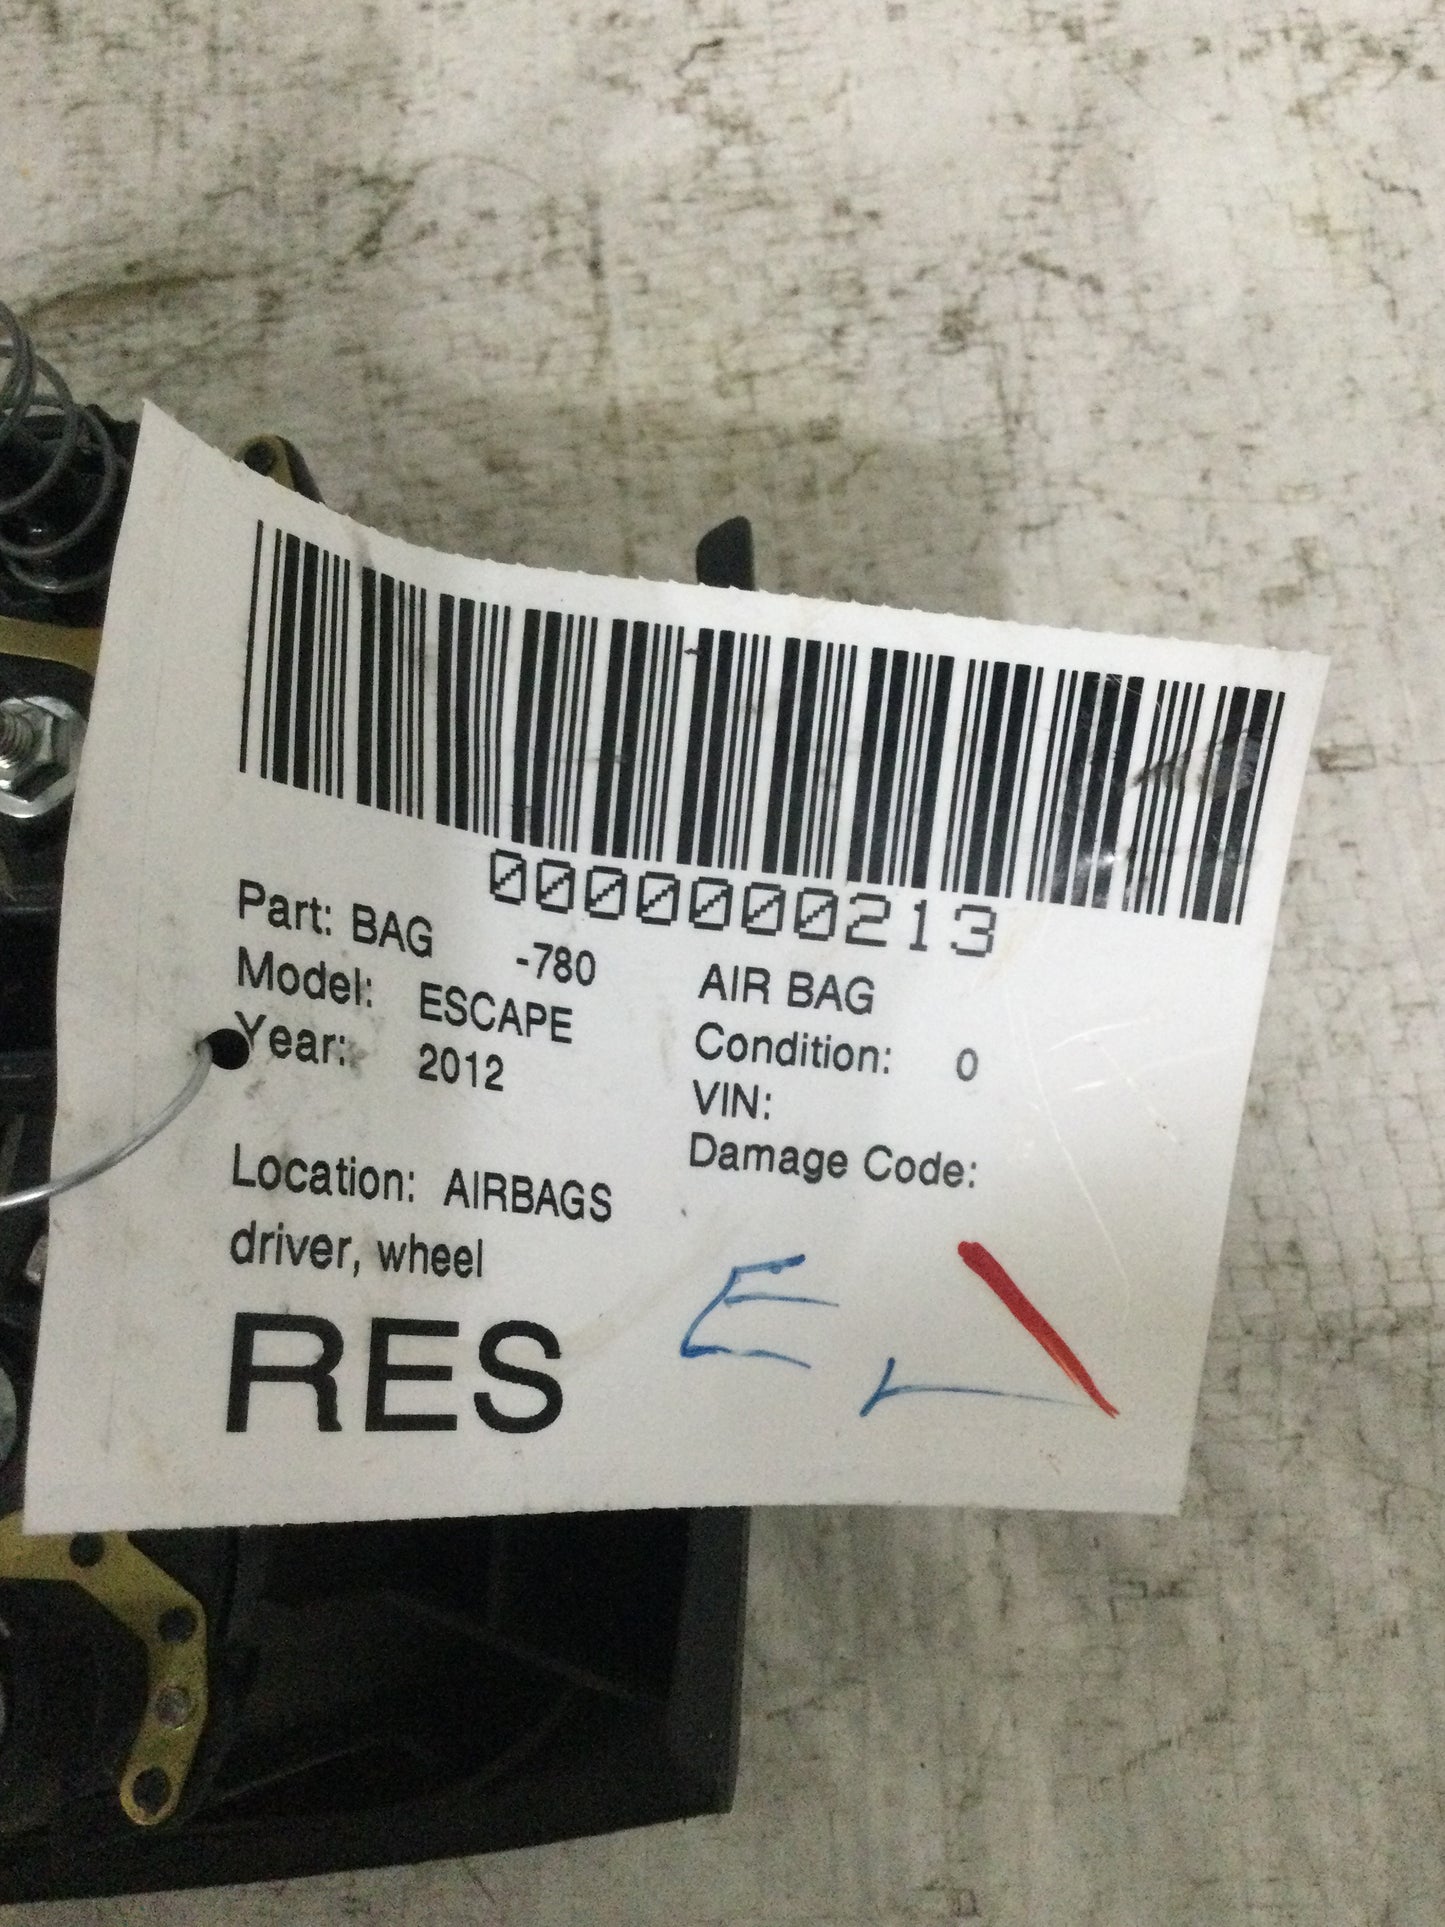 0000000213
Part: BAG -780 AIR BAG
Model: ESCAPE Condition: 0
Year: 2012 VIN:
Damage Code:
Location: AIRBAGS
driver, wheel
RES E L